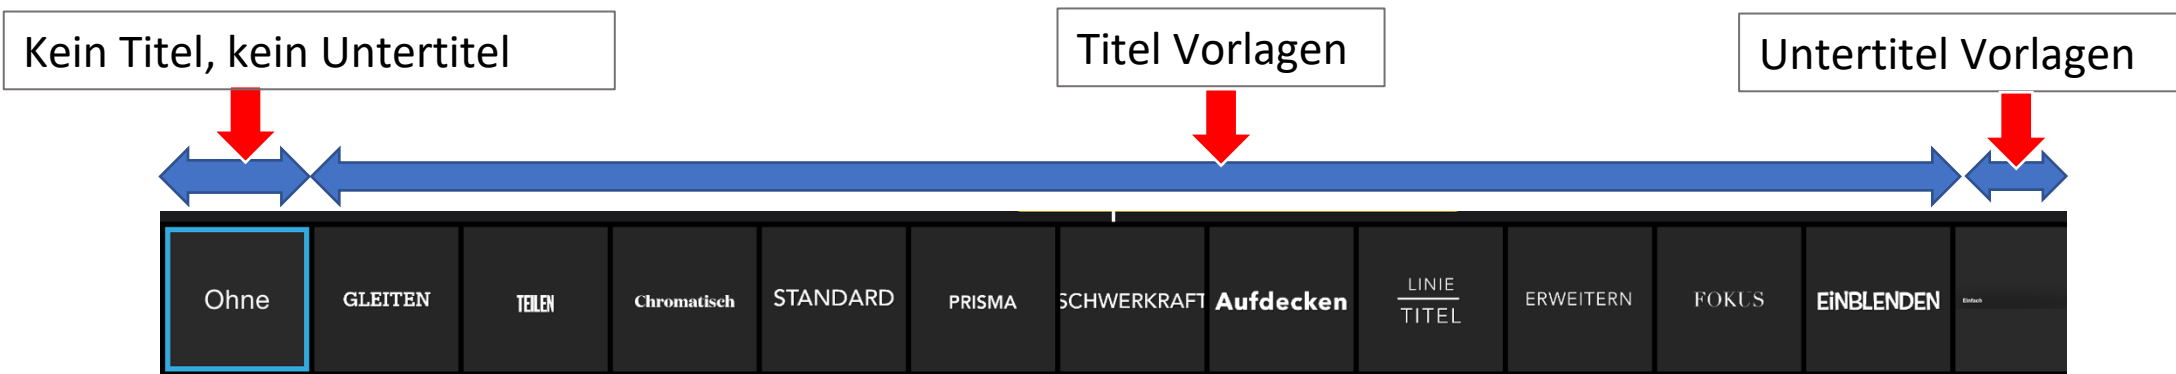 Kein Titel, kein Untertitel
Titel Vorlagen
Untertitel Vorlagen
Ohne
GLEITEN
TEILEN
Chromatisch
STANDARD
PRISMA
SCHWERKRAFT
Aufdecken
LINIE
TITEL
ERWEITERN
FOKUS
EiNBLENDEN
Einfach